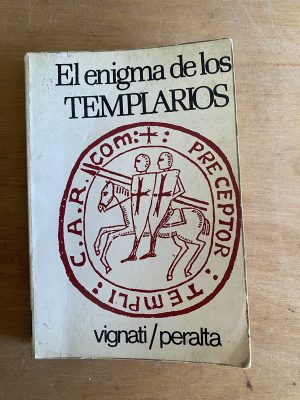 El enigma de los
TEMPLARIOS
C.A.R. COM: + : PRECEPTOR : TEMPLI :
vignati/peralta